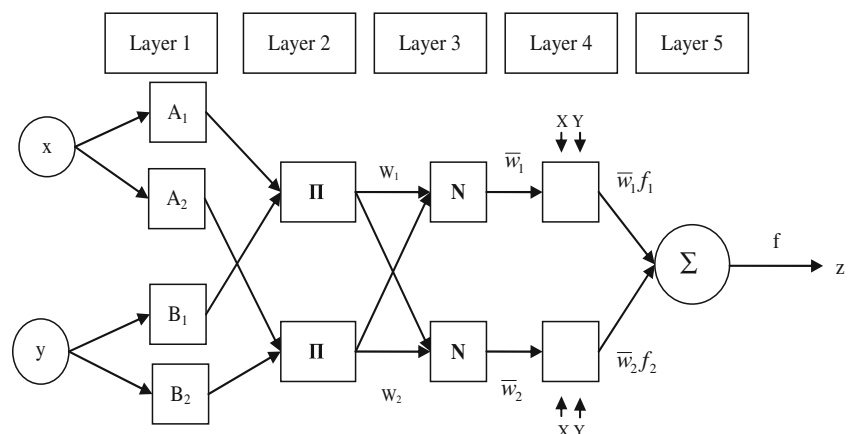 Layer 1 Layer 2 Layer 3 Layer 4 Layer 5
X Y
A₁
x
W₁
w̅₁
w̅₁f₁
A₂
Π
N
f
Σ
z
B₁
y
Π
N
w̅₂f₂
B₂
W₂
w̅₂
X Y